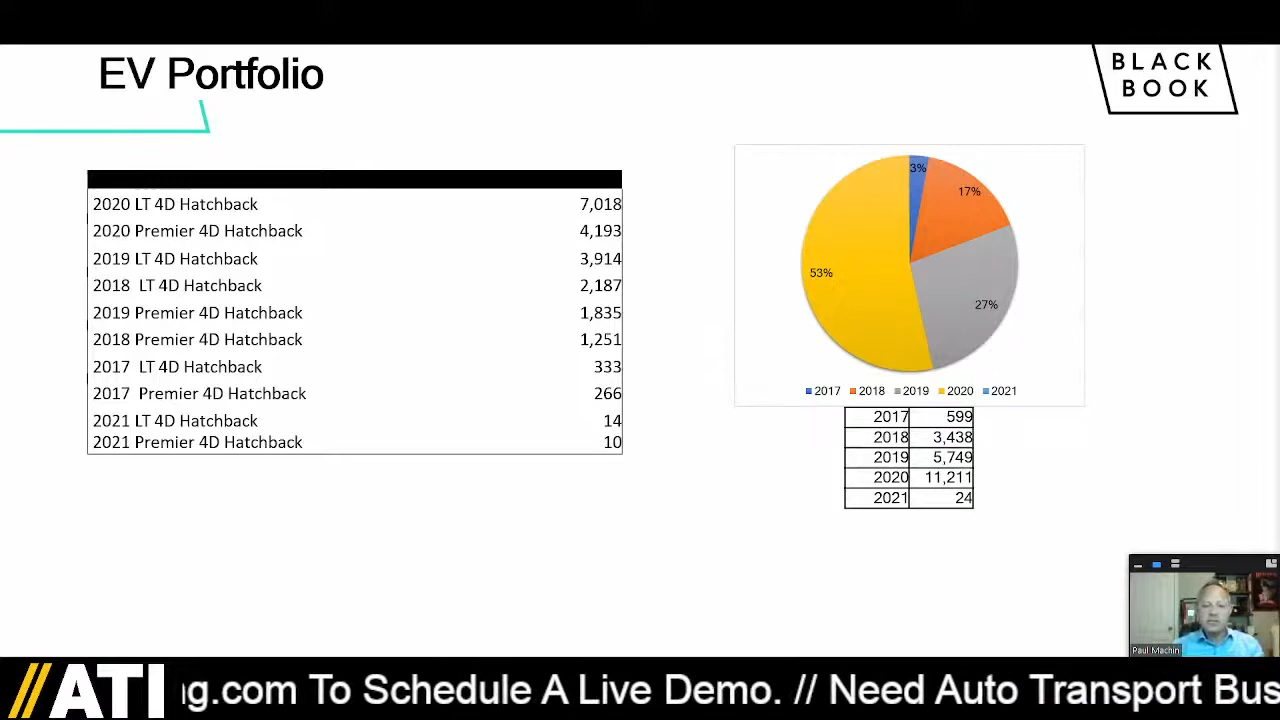 EV Portfolio
BLACK
BOOK
2020 LT 4D Hatchback 7,018
2020 Premier 4D Hatchback 4,193
2019 LT 4D Hatchback 3,914
2018 LT 4D Hatchback 2,187
2019 Premier 4D Hatchback 1,835
2018 Premier 4D Hatchback 1,251
2017 LT 4D Hatchback 333
2017 Premier 4D Hatchback 266
2021 LT 4D Hatchback 14
2021 Premier 4D Hatchback 10
3%
17%
53%
27%
2017 2018 2019 2020 2021
2017 599
2018 3,438
2019 5,749
2020 11,211
2021 24
Paul Machin
//ATI
ng.com To Schedule A Live Demo. // Need Auto Transport Bus